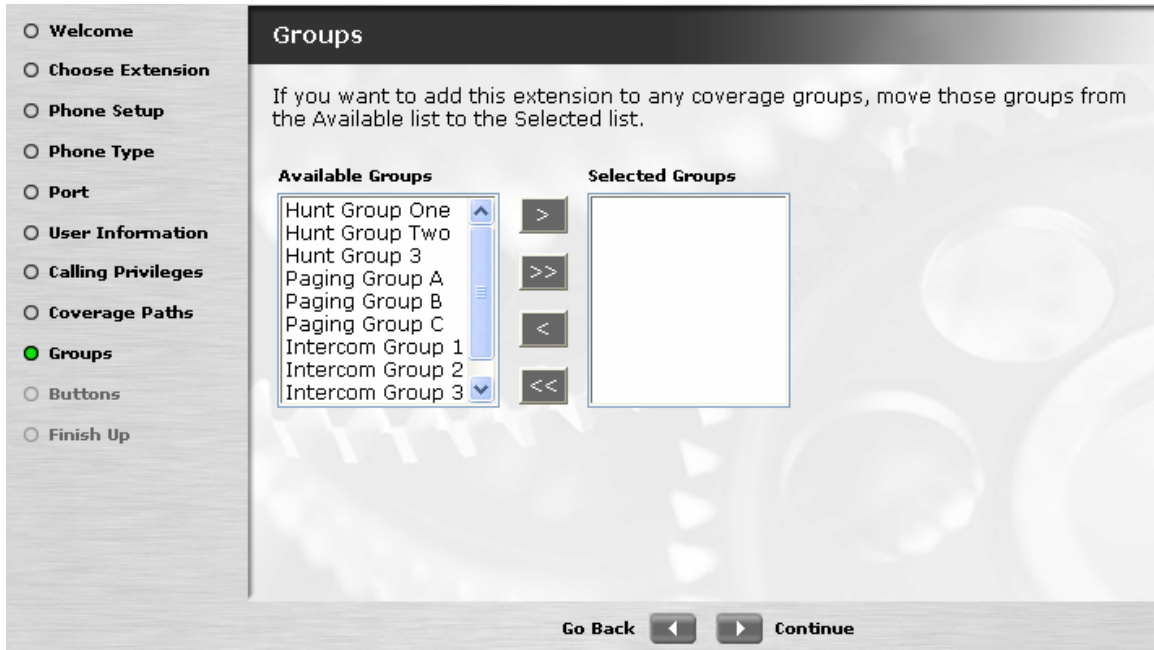 Welcome
Choose Extension
Phone Setup
Phone Type
Port
User Information
Calling Privileges
Coverage Paths
Groups
Buttons
Finish Up
Groups
If you want to add this extension to any coverage groups, move those groups from
the Available list to the Selected list.
Available Groups
Hunt Group One
Hunt Group Two
Hunt Group 3
Paging Group A
Paging Group B
Paging Group C
Intercom Group 1
Intercom Group 2
Intercom Group 3
>
>>
<
<<
Selected Groups
Go Back
Continue